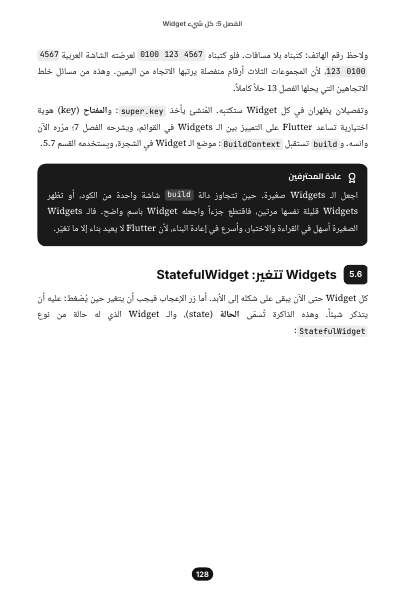 الفصل 5: كل شيء Widget
ولاحظ رقم الهاتف: كتبناه بلا مسافات. فلو كتبناه 0100 123 4567 لعرضته الشاشة العربية 4567
123 0100، لأن المجموعات الثلاث أرقام منفصلة يرتبها الاتجاه من اليمين. وهذه من مسائل خلط
الاتجاهين التي يحلها الفصل 13 حلاً كاملاً.
وتفصيلان يظهران في كل Widget ستكتبه. المُنشئ يأخذ super.key: والمفتاح (key) هوية
اختيارية تساعد Flutter على التمييز بين الـ Widgets في القوائم، ويشرحه الفصل 7؛ مرّره الآن
وانسه. وbuild تستقبل BuildContext: موضع الـ Widget في الشجرة، ويستخدمه القسم 5.7.
عادة المحترفين
اجعل الـ Widgets صغيرة. حين تتجاوز دالة build شاشة واحدة من الكود، أو تظهر
Widgets قليلة نفسها مرتين، فاقتطع جزءاً واجعله Widget باسم واضح. فالـ Widgets
الصغيرة أسهل في القراءة والاختبار، وأسرع في إعادة البناء، لأن Flutter لا يعيد بناء إلا ما تغيّر.
5.6 Widgets تتغير: StatefulWidget
كل Widget حتى الآن يبقى على شكله إلى الأبد. أما زر الإعجاب فيجب أن يتغير حين يُضغط: عليه أن
يتذكر شيئاً. وهذه الذاكرة تُسمّى الحالة (state)، والـ Widget الذي له حالة من نوع
StatefulWidget:
128